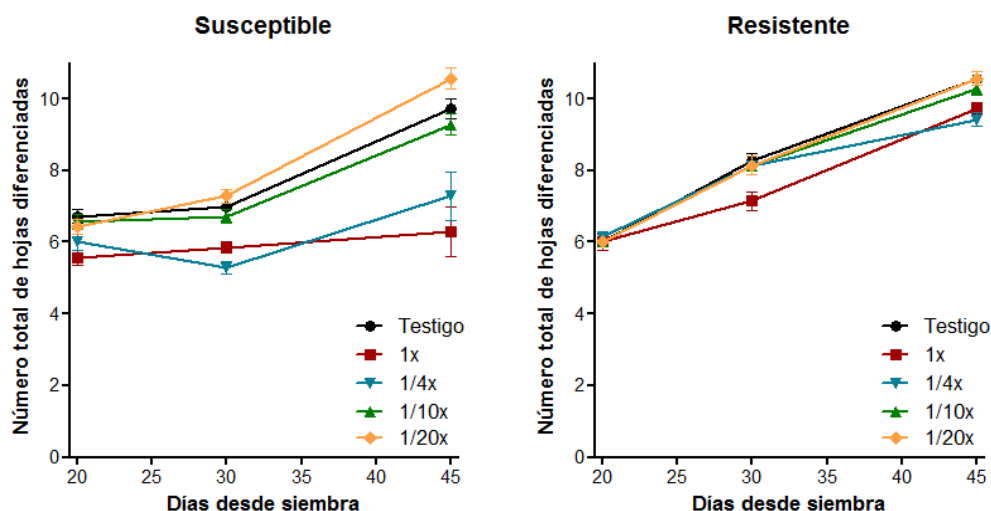 Susceptible
Número total de hojas diferenciadas
10
8
6
4
2
0
20
25
30
35
40
45
Días desde siembra
Testigo
1x
1/4x
1/10x
1/20x
Resistente
Número total de hojas diferenciadas
10
8
6
4
2
0
20
25
30
35
40
45
Días desde siembra
Testigo
1x
1/4x
1/10x
1/20x